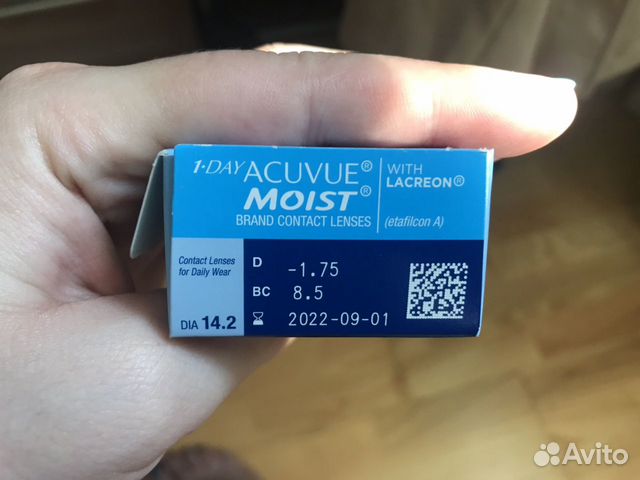 1-DAY ACUVUE®
MOIST®
BRAND CONTACT LENSES
WITH
LACREON®
(etafilcon A)
Contact Lenses
for Daily Wear
DIA 14.2
D -1.75
BC 8.5
2022-09-01
Avito